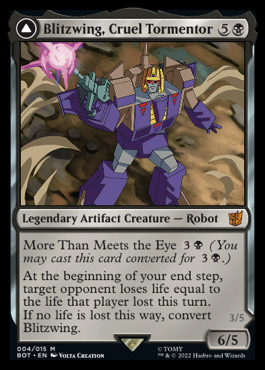 Blitzwing, Cruel Tormentor 5
Legendary Artifact Creature — Robot
More Than Meets the Eye 3 (You
may cast this card converted for 3 .)
At the beginning of your end step,
target opponent loses life equal to
the life that player lost this turn.
If no life is lost this way, convert
Blitzwing.
3/5
6/5
004/015 M
BOT • EN Volta Creation
©TOMY
™ & © 2022 Hasbro and Wizards